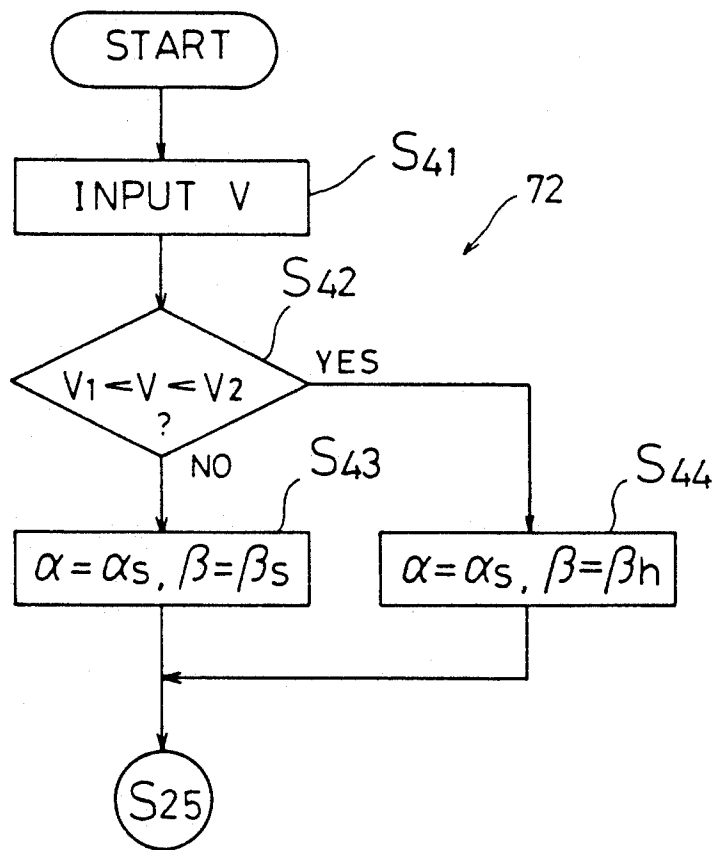 START
INPUT V
S41
72
S42
V1<V<V2
?
YES
NO
S43
α=αs, β=βs
S44
α=αs, β=βh
S25